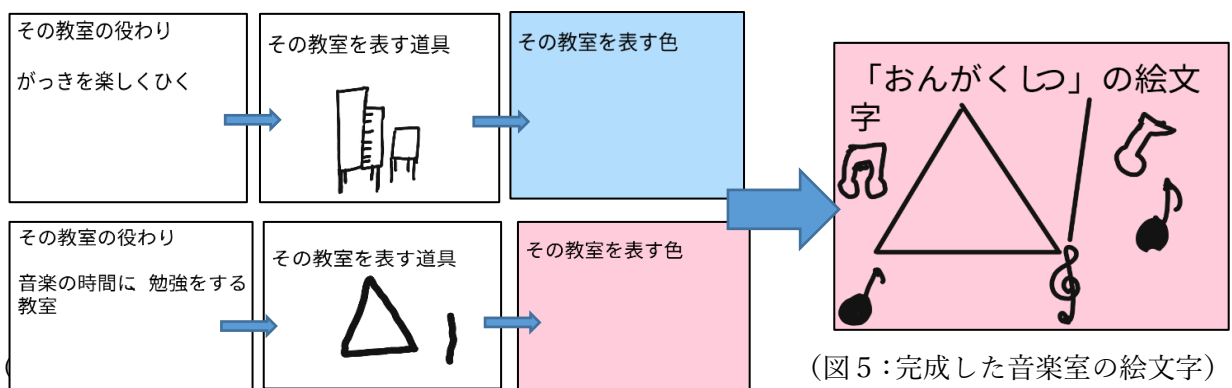 その教室の役わり
がっきを楽しくひく
その教室を表す道具
その教室を表す色
その教室の役わり
音楽の時間に 勉強をする
教室
その教室を表す道具
その教室を表す色
「おんがくしつ」の絵文
字
(
(図5:完成した音楽室の絵文字)